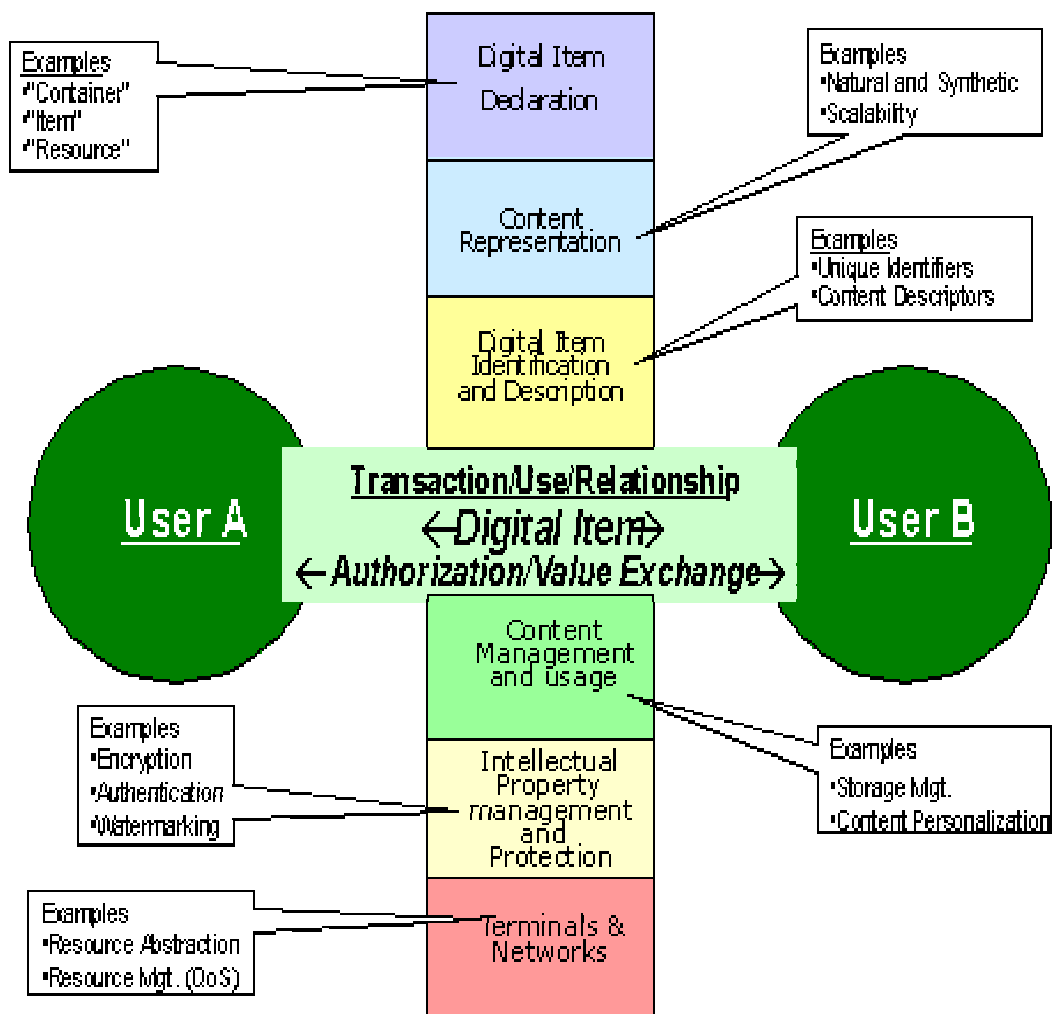 Digital Item
Declaration
Examples
•"Container"
•"Item"
•"Resource"
Examples
•Natural and Synthetic
•Scalability
Content
Representation
Examples
•Unique Identifiers
•Content Descriptors
Digital Item
Identification
and Description
User A
Transaction/Use/Relationship
←Digital Item→
←Authorization/Value Exchange→
User B
Content
Management
and usage
Examples
•Encryption
•Authentication
•Watermarking
Intellectual
Property
management
and
Protection
Examples
•Storage Mgt.
•Content Personalization
Examples
•Resource Abstraction
•Resource Mgt. (QoS)
Terminals &
Networks